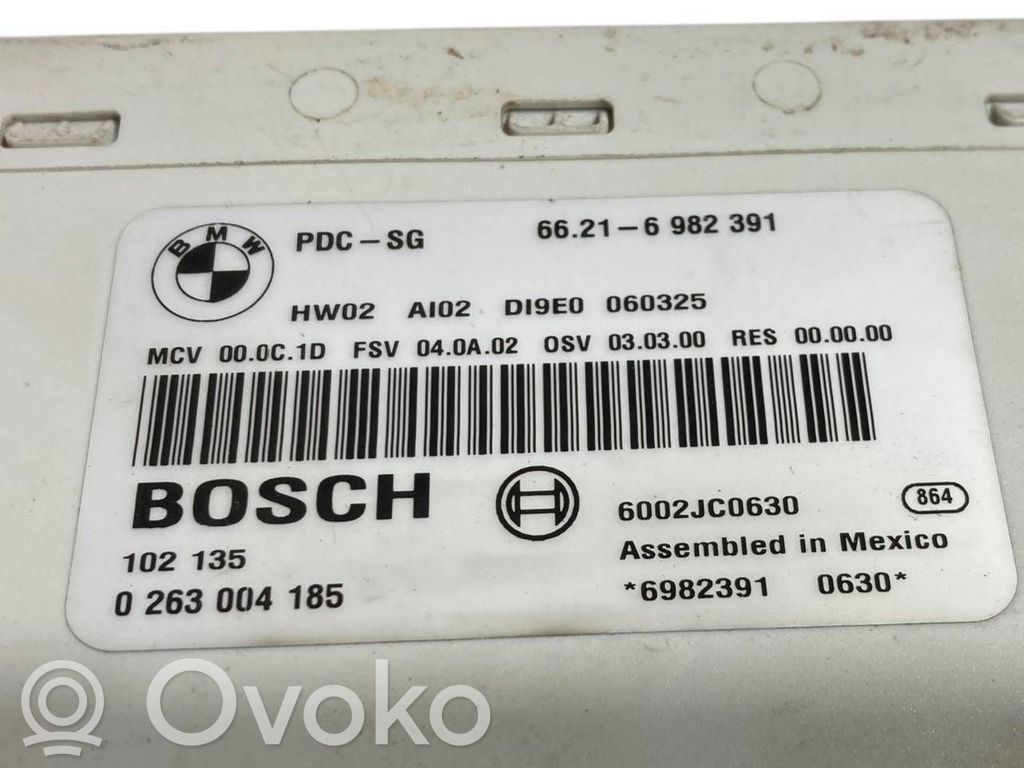 BMW PDC-SG 66.21-6 982 391
HW02 AI02 DI9E0 060325
MCV 00.0C.1D FSV 04.0A.02 OSV 03.03.00 RES 00.00.00
BOSCH
6002JC0630 864
102 135 Assembled in Mexico
0 263 004 185 *6982391 0630*
Ovoko